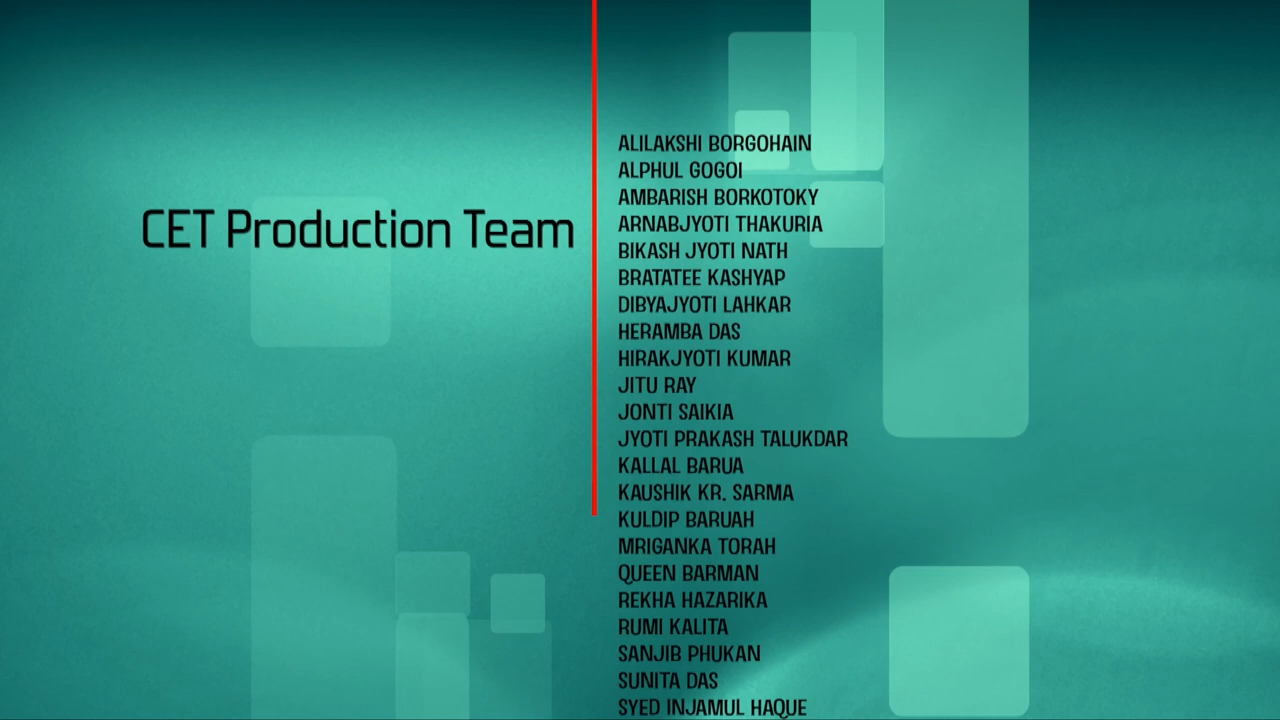 CET Production Team
ALILAKSHI BORGOHAIN
ALPHUL GOGOI
AMBARISH BORKOTOKY
ARNABJYOTI THAKURIA
BIKASH JYOTI NATH
BRATATEE KASHYAP
DIBYAJYOTI LAHKAR
HERAMBA DAS
HIRAKJYOTI KUMAR
JITU RAY
JONTI SAIKIA
JYOTI PRAKASH TALUKDAR
KALLAL BARUA
KAUSHIK KR. SARMA
KULDIP BARUAH
MRIGANKA TORAH
QUEEN BARMAN
REKHA HAZARIKA
RUMI KALITA
SANJIB PHUKAN
SUNITA DAS
SYED INJAMUL HAQUE